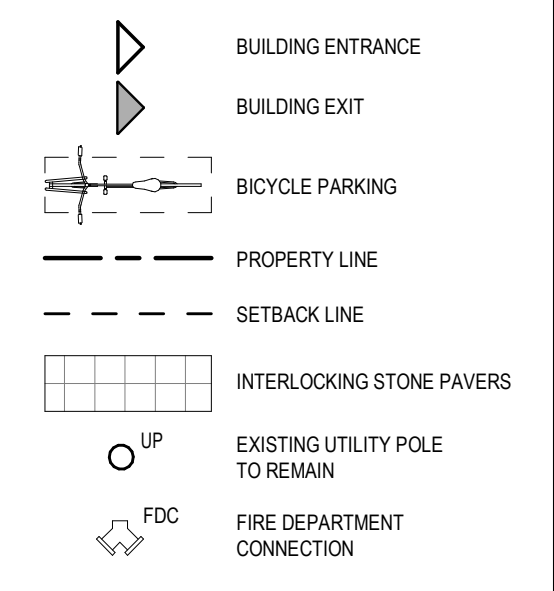 BUILDING ENTRANCE
BUILDING EXIT
BICYCLE PARKING
PROPERTY LINE
SETBACK LINE
INTERLOCKING STONE PAVERS
UP
EXISTING UTILITY POLE
TO REMAIN
FDC
FIRE DEPARTMENT
CONNECTION